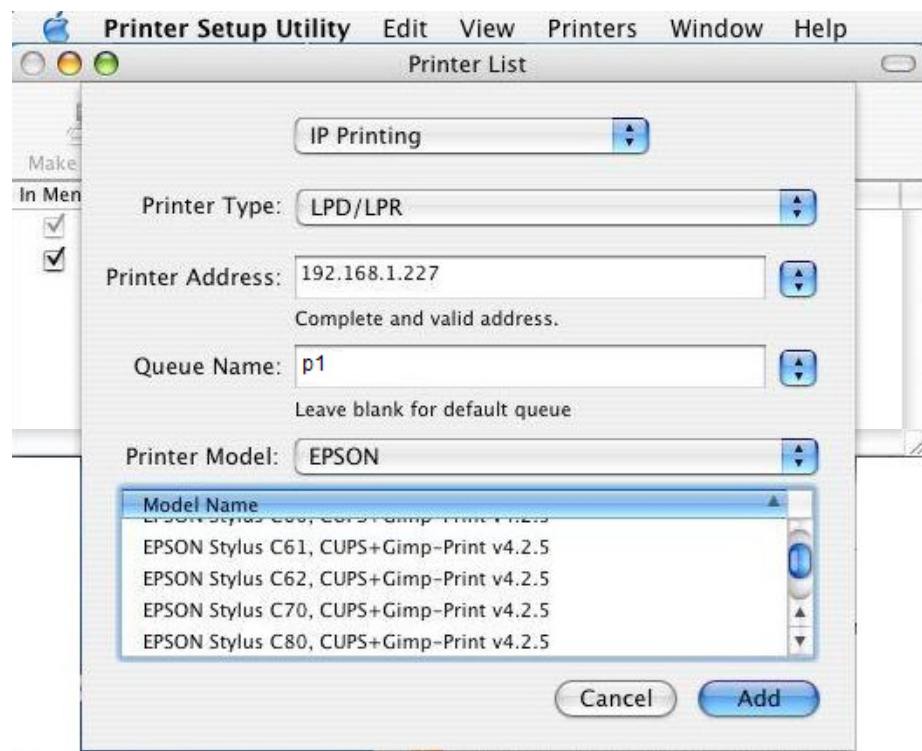 Printer Setup Utility Edit View Printers Window Help
Printer List
IP Printing
Make
In Men
Printer Type: LPD/LPR
Printer Address: 192.168.1.227
Complete and valid address.
Queue Name: p1
Leave blank for default queue
Printer Model: EPSON
Model Name
EPSON Stylus C61, CUPS+Gimp-Print v4.2.5
EPSON Stylus C62, CUPS+Gimp-Print v4.2.5
EPSON Stylus C70, CUPS+Gimp-Print v4.2.5
EPSON Stylus C80, CUPS+Gimp-Print v4.2.5
Cancel Add